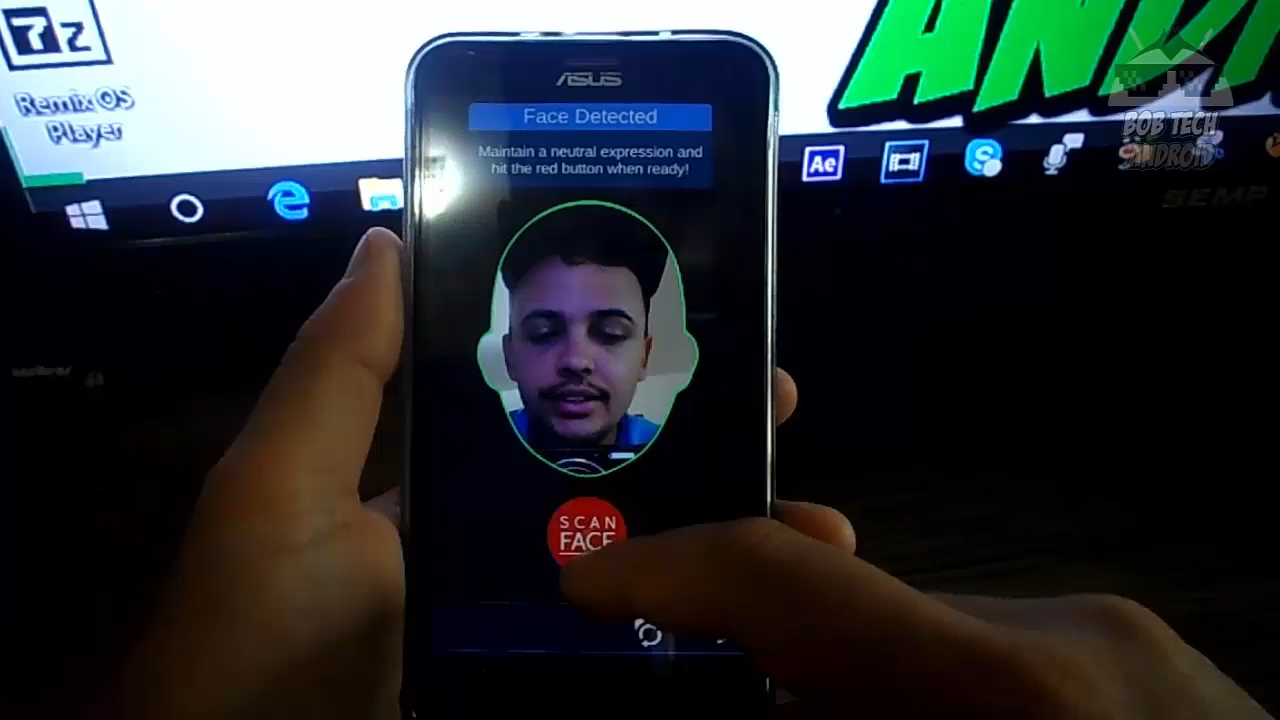 7z
Remix OS
Player
ASUS
Face Detected
Maintain a neutral expression and
hit the red button when ready!
SCAN
FACE
Ae
BOB TECH
ANDROID
SEMP